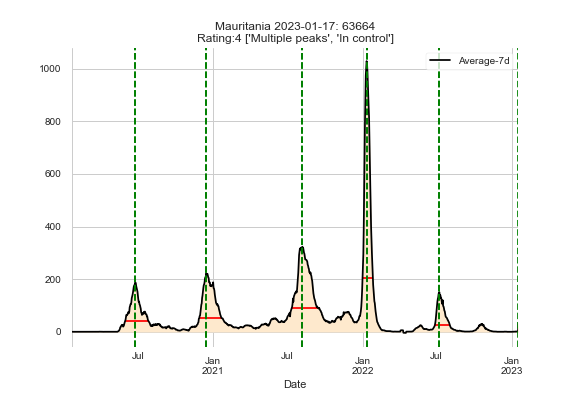 Mauritania 2023-01-17: 63664
Rating:4 ['Multiple peaks', 'In control']
Average-7d
1000
800
600
400
200
0
Jul
Jan
2021
Jul
Jan
2022
Jul
Jan
2023
Date